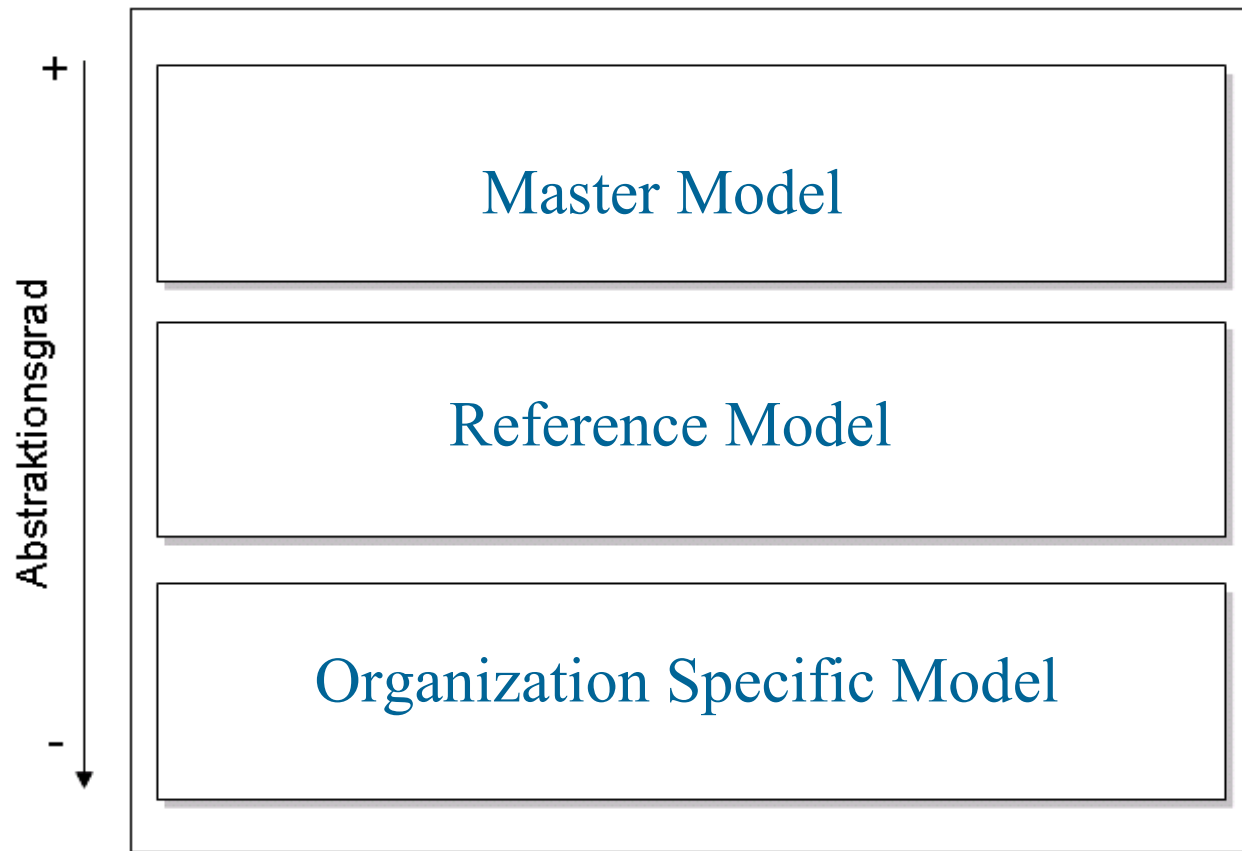 +
Master Model
Abstraktionsgrad
Reference Model
Organization Specific Model
-